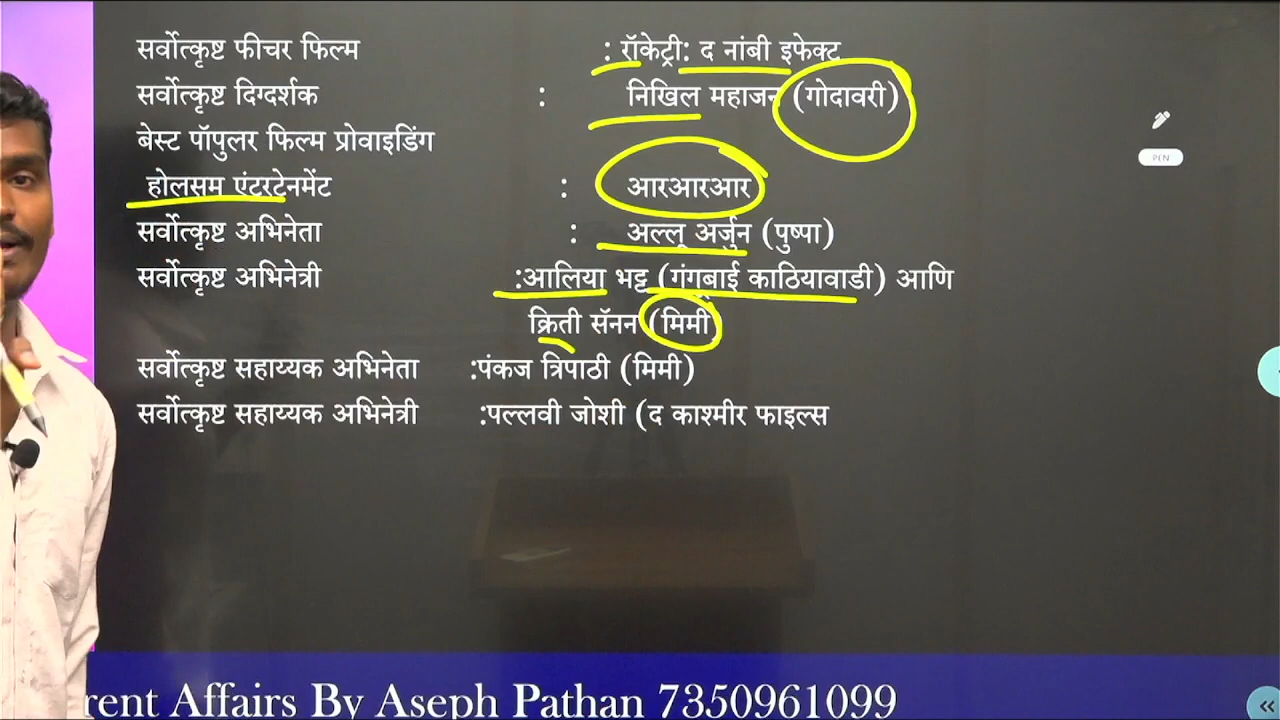 सर्वोत्कृष्ट फीचर फिल्म : रॉकेट्री: द नांबी इफेक्ट
सर्वोत्कृष्ट दिग्दर्शक : निखिल महाजन (गोदावरी)
बेस्ट पॉपुलर फिल्म प्रोवाइडिंग
होलसम एंटरटेनमेंट : आरआरआर
सर्वोत्कृष्ट अभिनेता : अल्लू अर्जुन (पुष्पा)
सर्वोत्कृष्ट अभिनेत्री :आलिया भट्ट (गंगूबाई काठियावाडी) आणि
क्रिती सॅनन (मिमी)
सर्वोत्कृष्ट सहाय्यक अभिनेता :पंकज त्रिपाठी (मिमी)
सर्वोत्कृष्ट सहाय्यक अभिनेत्री :पल्लवी जोशी (द काश्मीर फाइल्स
PEN
rrent Affairs By Aseph Pathan 7350961099